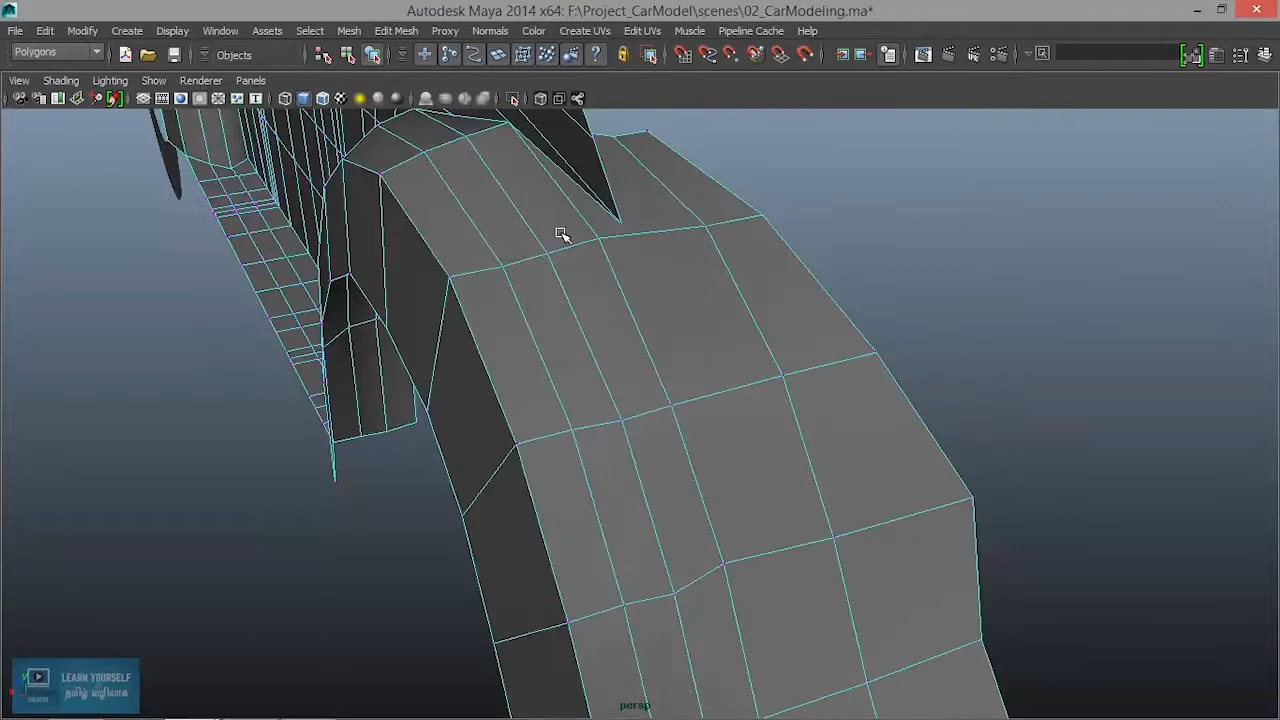 Autodesk Maya 2014 x64: F:\Project_CarModel\scenes\02_CarModeling.ma*
File Edit Modify Create Display Window Assets Select Mesh Edit Mesh Proxy Normals Color Create UVs Edit UVs Muscle Pipeline Cache Help
Polygons Objects
View Shading Lighting Show Renderer Panels
LEARN YOURSELF
தமிழ் வழியாக
persp